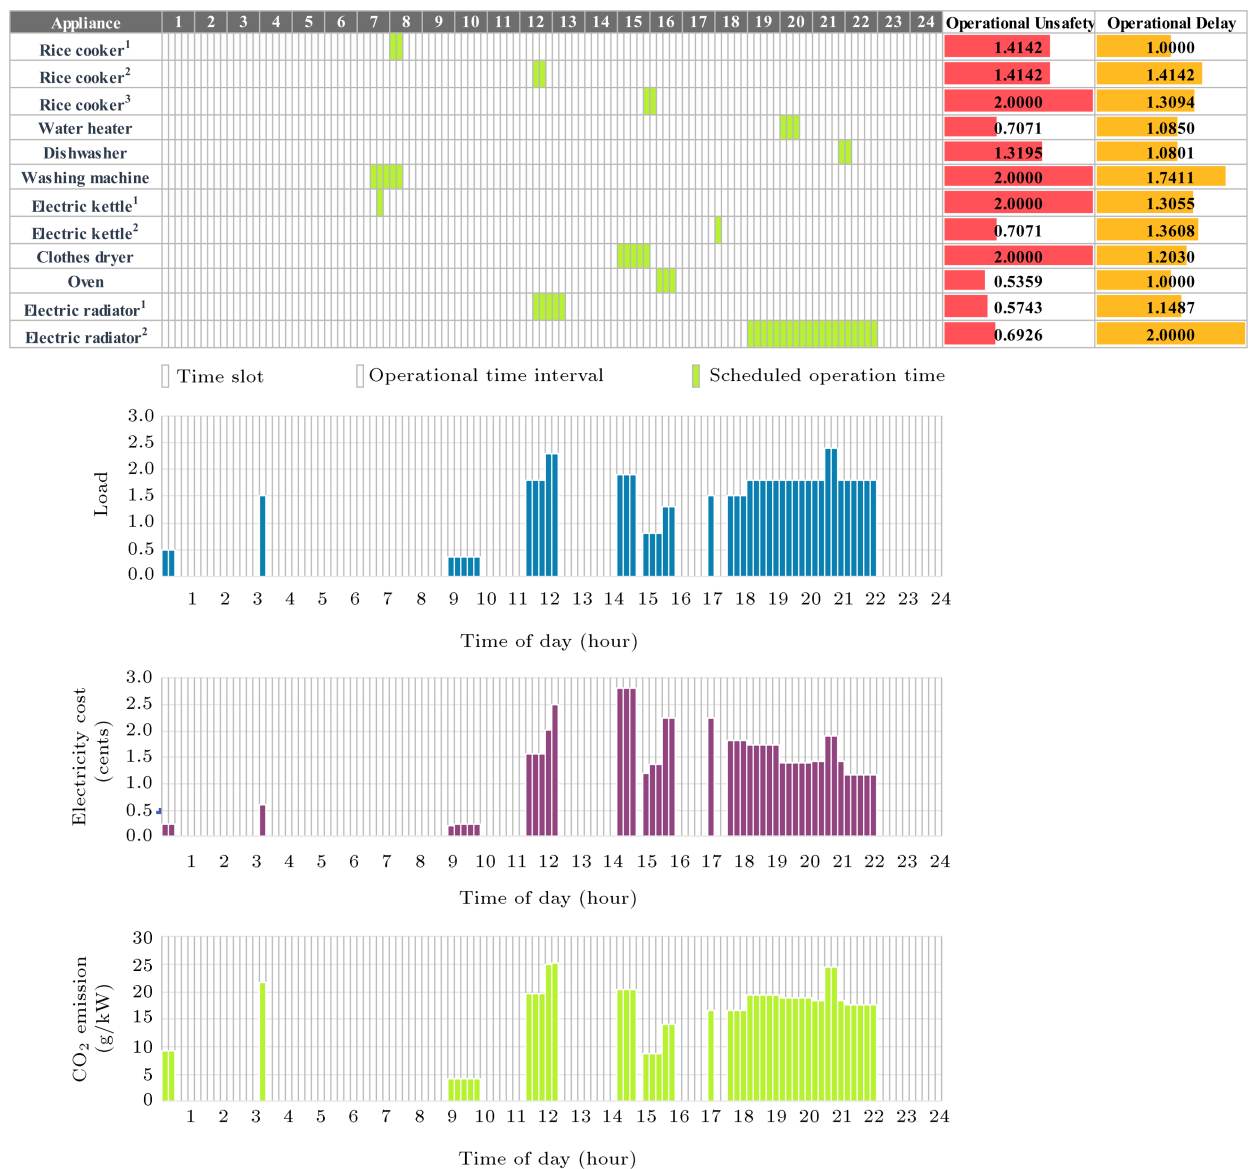 Appliance 1 2 3 4 5 6 7 8 9 10 11 12 13 14 15 16 17 18 19 20 21 22 23 24 Operational Unsafety Operational Delay
Rice cooker¹ 1.4142 1.0000
Rice cooker² 1.4142 1.4142
Rice cooker³ 2.0000 1.3094
Water heater 0.7071 1.0850
Dishwasher 1.3195 1.0801
Washing machine 2.0000 1.7411
Electric kettle¹ 2.0000 1.3055
Electric kettle² 0.7071 1.3608
Clothes dryer 2.0000 1.2030
Oven 0.5359 1.0000
Electric radiator¹ 0.5743 1.1487
Electric radiator² 0.6926 2.0000
Time slot Operational time interval Scheduled operation time
3.0
2.5
2.0
1.5
1.0
0.5
0.0
Load
1 2 3 4 5 6 7 8 9 10 11 12 13 14 15 16 17 18 19 20 21 22 23 24
Time of day (hour)
3.0
2.5
2.0
1.5
1.0
0.5
0.0
Electricity cost
(cents)
1 2 3 4 5 6 7 8 9 10 11 12 13 14 15 16 17 18 19 20 21 22 23 24
Time of day (hour)
30
25
20
15
10
5
0
CO₂ emission
(g/kW)
1 2 3 4 5 6 7 8 9 10 11 12 13 14 15 16 17 18 19 20 21 22 23 24
Time of day (hour)